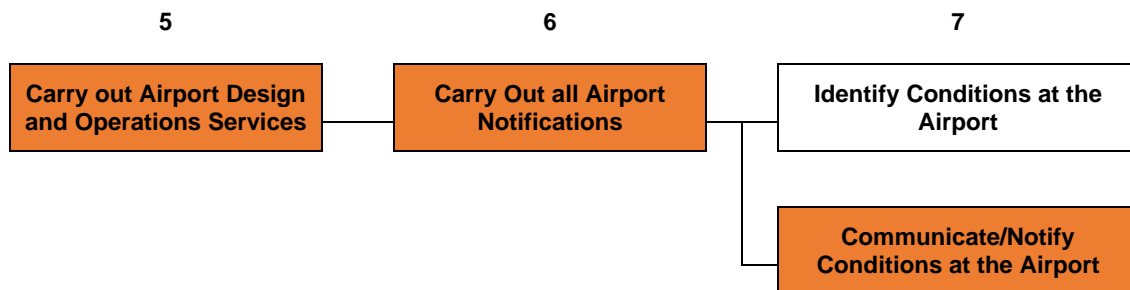 5
6
7
Carry out Airport Design
and Operations Services
Carry Out all Airport
Notifications
Identify Conditions at the
Airport
Communicate/Notify
Conditions at the Airport